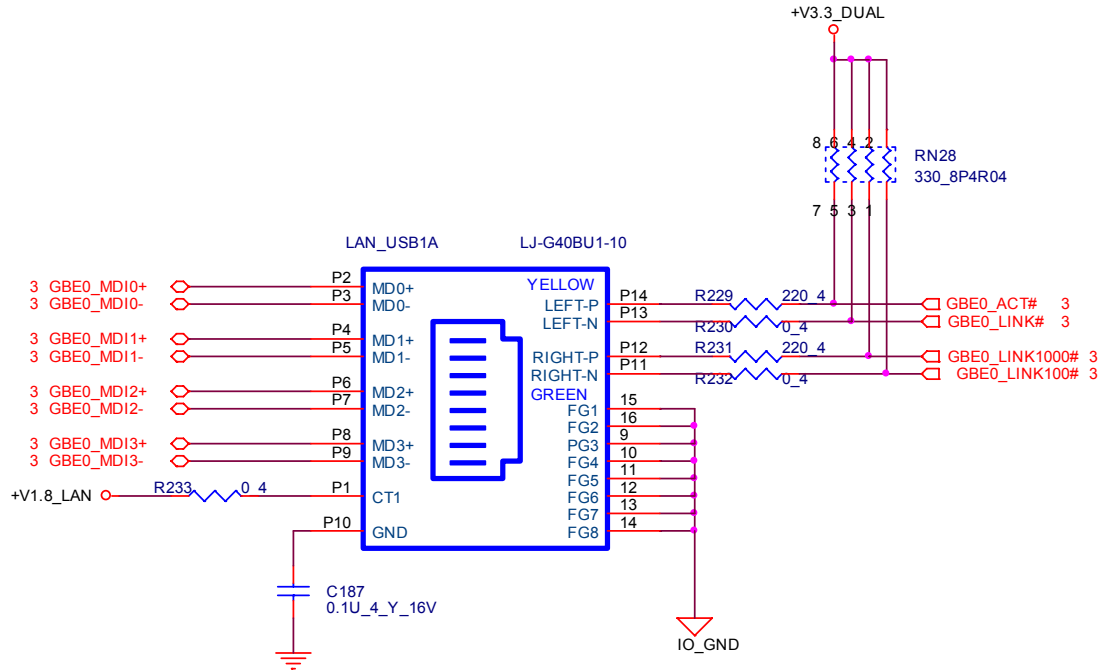 +V3.3_DUAL
8 6 4 2
RN28
330_8P4R04
7 5 3 1
LAN_USB1A LJ-G40BU1-10
3 GBE0_MDI0+ P2 MD0+
3 GBE0_MDI0- P3 MD0-
3 GBE0_MDI1+ P4 MD1+
3 GBE0_MDI1- P5 MD1-
3 GBE0_MDI2+ P6 MD2+
3 GBE0_MDI2- P7 MD2-
3 GBE0_MDI3+ P8 MD3+
3 GBE0_MDI3- P9 MD3-
+V1.8_LAN R233 0_4 P1 CT1
P10 GND
YELLOW
LEFT-P P14 R229 220_4 GBE0_ACT# 3
LEFT-N P13 R230 0_4 GBE0_LINK# 3
RIGHT-P P12 R231 220_4 GBE0_LINK1000# 3
RIGHT-N P11 R232 0_4 GBE0_LINK100# 3
GREEN
FG1 15
FG2 16
PG3 9
FG4 10
FG5 11
FG6 12
FG7 13
FG8 14
C187
0.1U_4_Y_16V
IO_GND